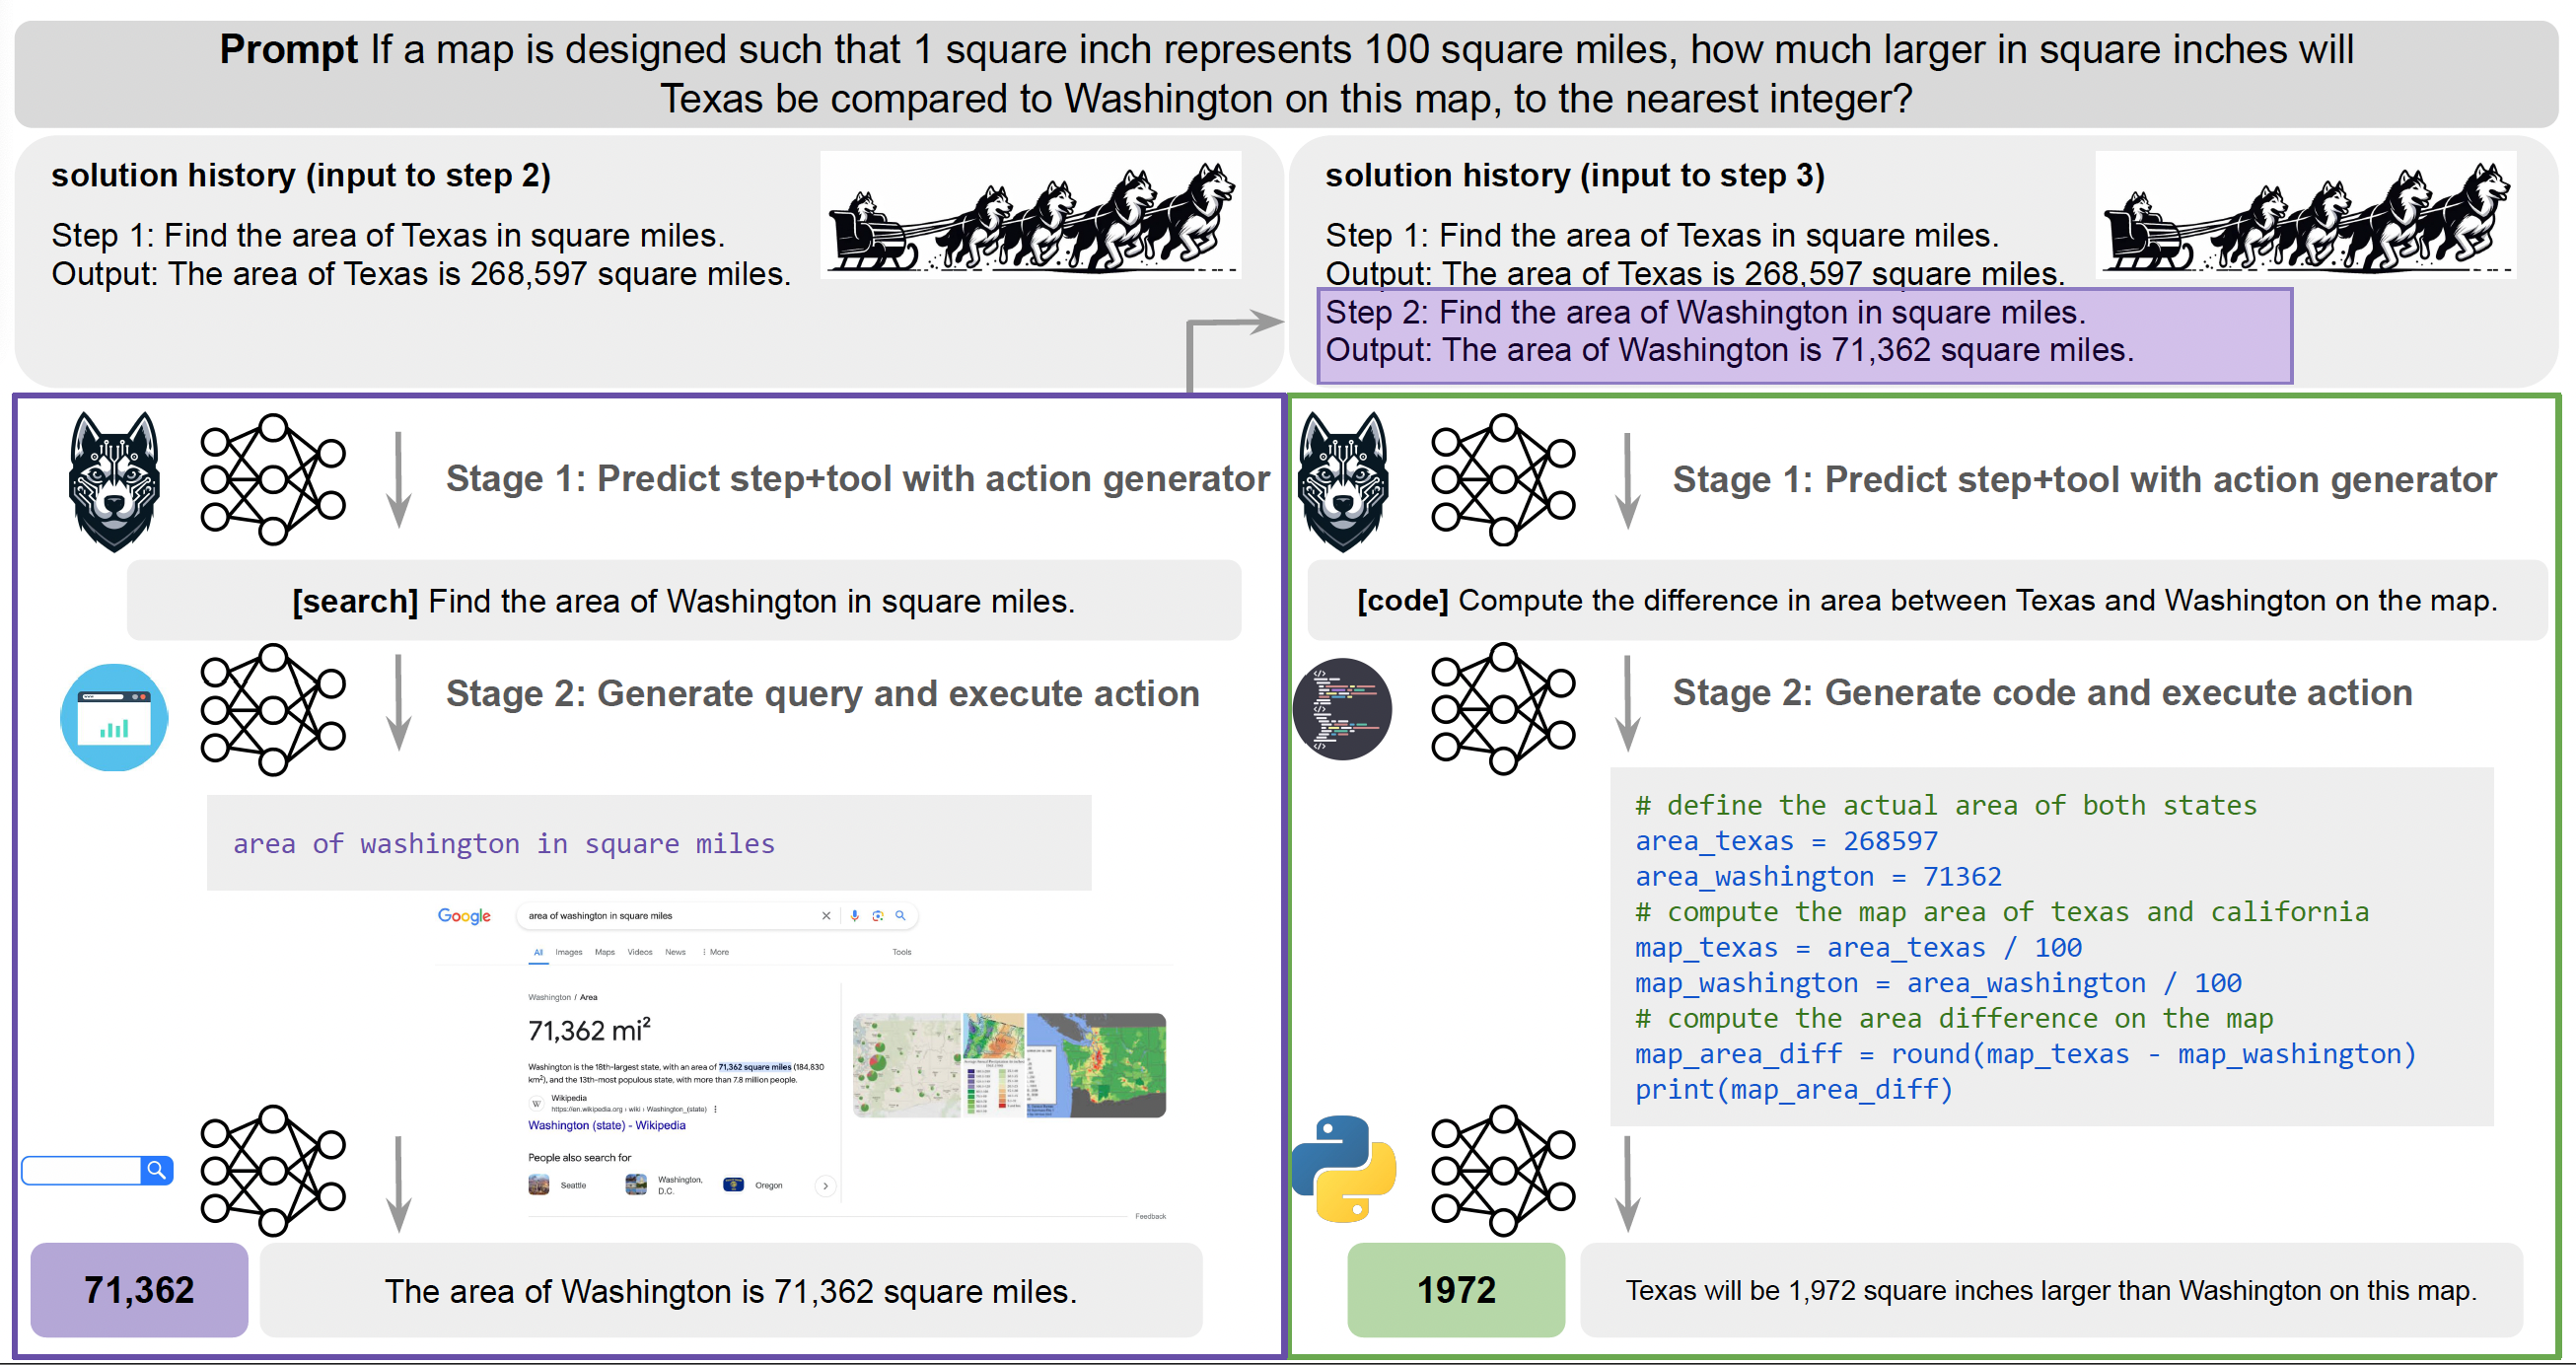 Prompt If a map is designed such that 1 square inch represents 100 square miles, how much larger in square inches will
Texas be compared to Washington on this map, to the nearest integer?
solution history (input to step 2)
Step 1: Find the area of Texas in square miles.
Output: The area of Texas is 268,597 square miles.
solution history (input to step 3)
Step 1: Find the area of Texas in square miles.
Output: The area of Texas is 268,597 square miles.
Step 2: Find the area of Washington in square miles.
Output: The area of Washington is 71,362 square miles.
Stage 1: Predict step+tool with action generator
[search] Find the area of Washington in square miles.
Stage 2: Generate query and execute action
area of washington in square miles
Google
area of washington in square miles
All Images Maps Videos News More Tools
Washington / Area
71,362 mi²
Washington is the 18th-largest state, with an area of 71,362 square miles (184,830
km²), and the 13th-most populous state, with more than 7.8 million people.
W
Wikipedia
https://en.wikipedia.org › wiki › Washington_(state)
Washington (state) - Wikipedia
People also search for
Seattle
Washington,
D.C.
Oregon
Feedback
71,362
The area of Washington is 71,362 square miles.
Stage 1: Predict step+tool with action generator
[code] Compute the difference in area between Texas and Washington on the map.
Stage 2: Generate code and execute action
# define the actual area of both states
area_texas = 268597
area_washington = 71362
# compute the map area of texas and california
map_texas = area_texas / 100
map_washington = area_washington / 100
# compute the area difference on the map
map_area_diff = round(map_texas - map_washington)
print(map_area_diff)
1972
Texas will be 1,972 square inches larger than Washington on this map.